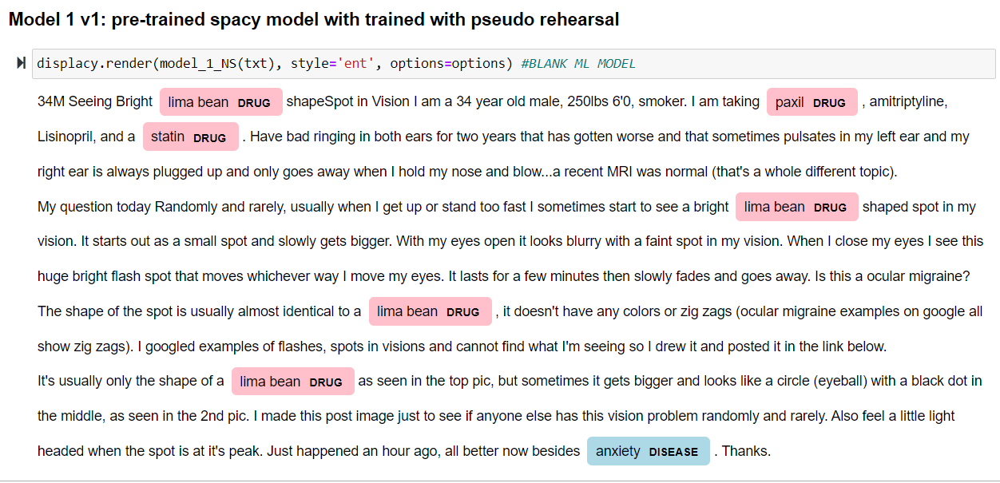 Model 1 v1: pre-trained spacy model with trained with pseudo rehearsal
displacy.render(model_1_NS(txt), style='ent', options=options) #BLANK ML MODEL
34M Seeing Bright lima bean DRUG shapeSpot in Vision I am a 34 year old male, 250lbs 6'0, smoker. I am taking paxil DRUG , amitriptyline,
Lisinopril, and a statin DRUG . Have bad ringing in both ears for two years that has gotten worse and that sometimes pulsates in my left ear and my
right ear is always plugged up and only goes away when I hold my nose and blow...a recent MRI was normal (that's a whole different topic).
My question today Randomly and rarely, usually when I get up or stand too fast I sometimes start to see a bright lima bean DRUG shaped spot in my
vision. It starts out as a small spot and slowly gets bigger. With my eyes open it looks blurry with a faint spot in my vision. When I close my eyes I see this
huge bright flash spot that moves whichever way I move my eyes. It lasts for a few minutes then slowly fades and goes away. Is this a ocular migraine?
The shape of the spot is usually almost identical to a lima bean DRUG , it doesn't have any colors or zig zags (ocular migraine examples on google all
show zig zags). I googled examples of flashes, spots in visions and cannot find what I'm seeing so I drew it and posted it in the link below.
It's usually only the shape of a lima bean DRUG as seen in the top pic, but sometimes it gets bigger and looks like a circle (eyeball) with a black dot in
the middle, as seen in the 2nd pic. I made this post image just to see if anyone else has this vision problem randomly and rarely. Also feel a little light
headed when the spot is at it's peak. Just happened an hour ago, all better now besides anxiety DISEASE . Thanks.